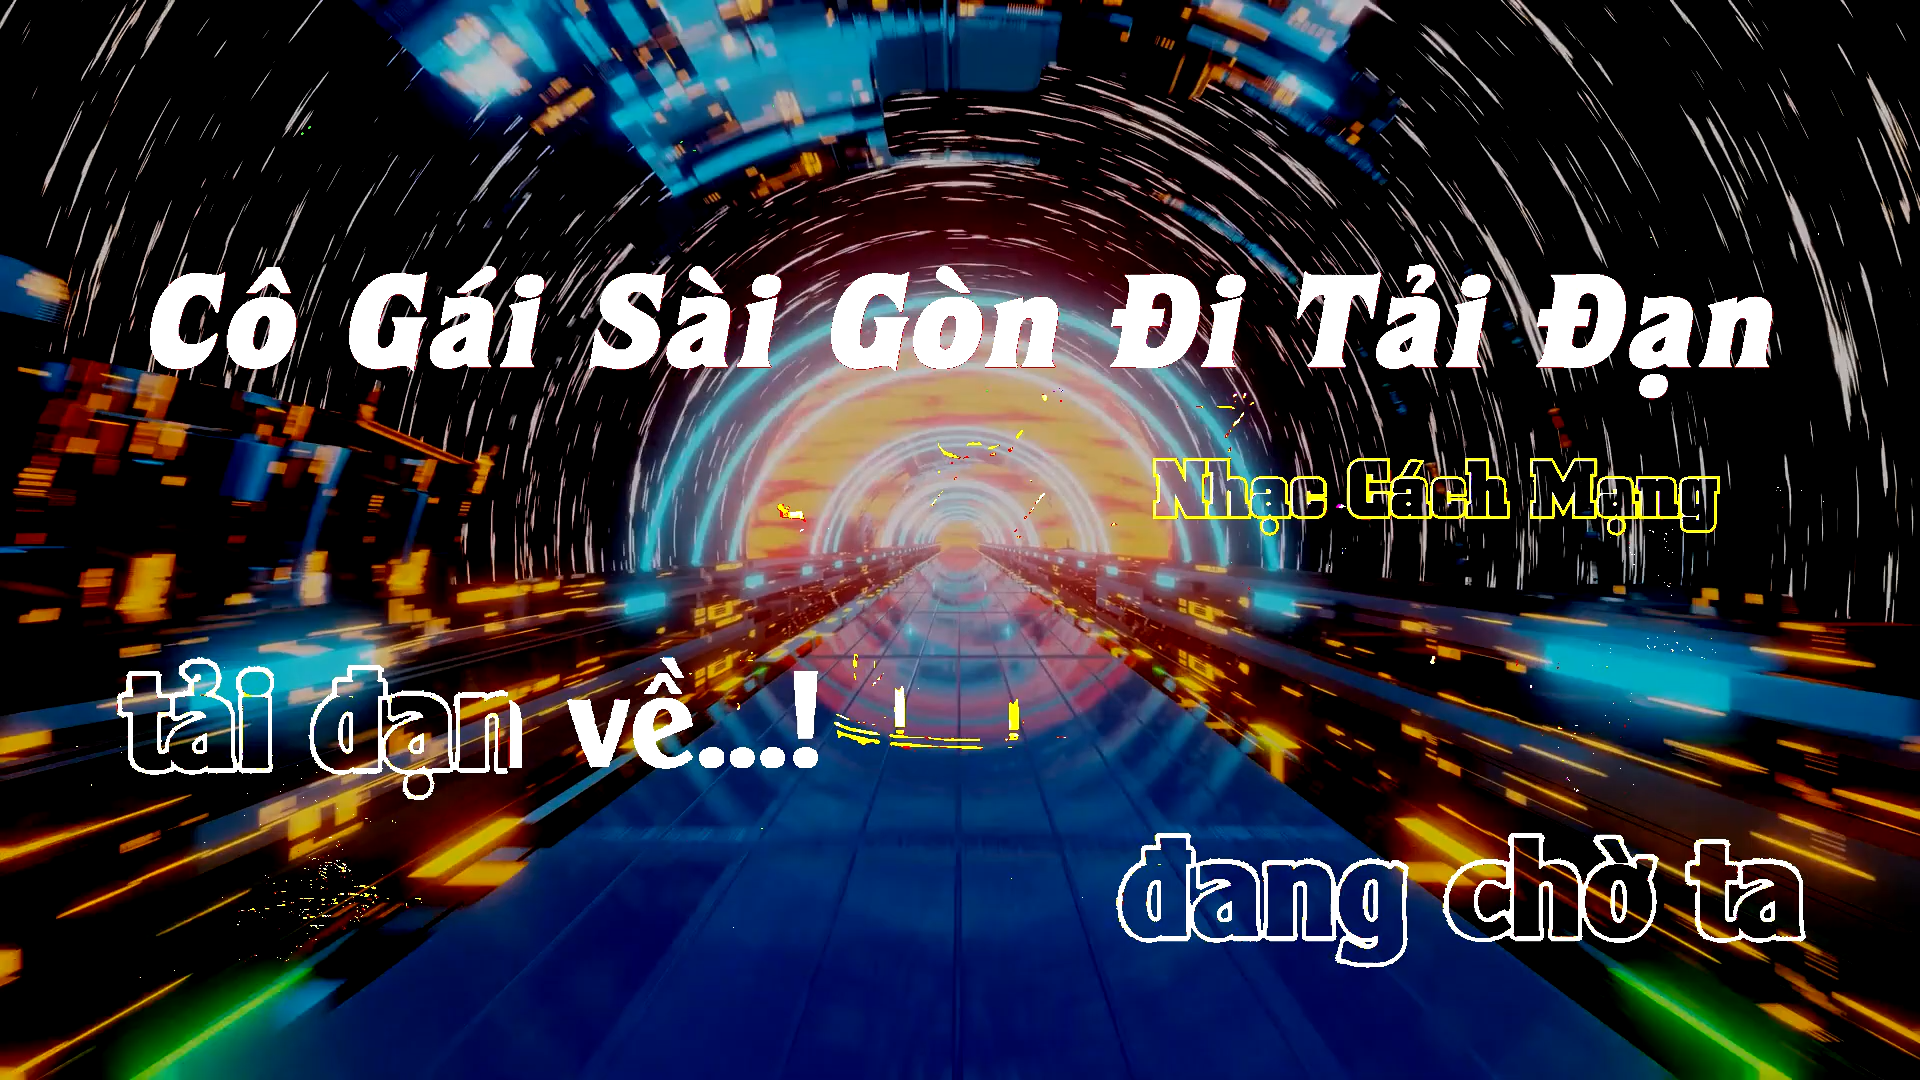 Cô Gái Sài Gòn Đi Tải Đạn
Nhạc Cách Mạng
tải đạn về...!
đang chờ ta